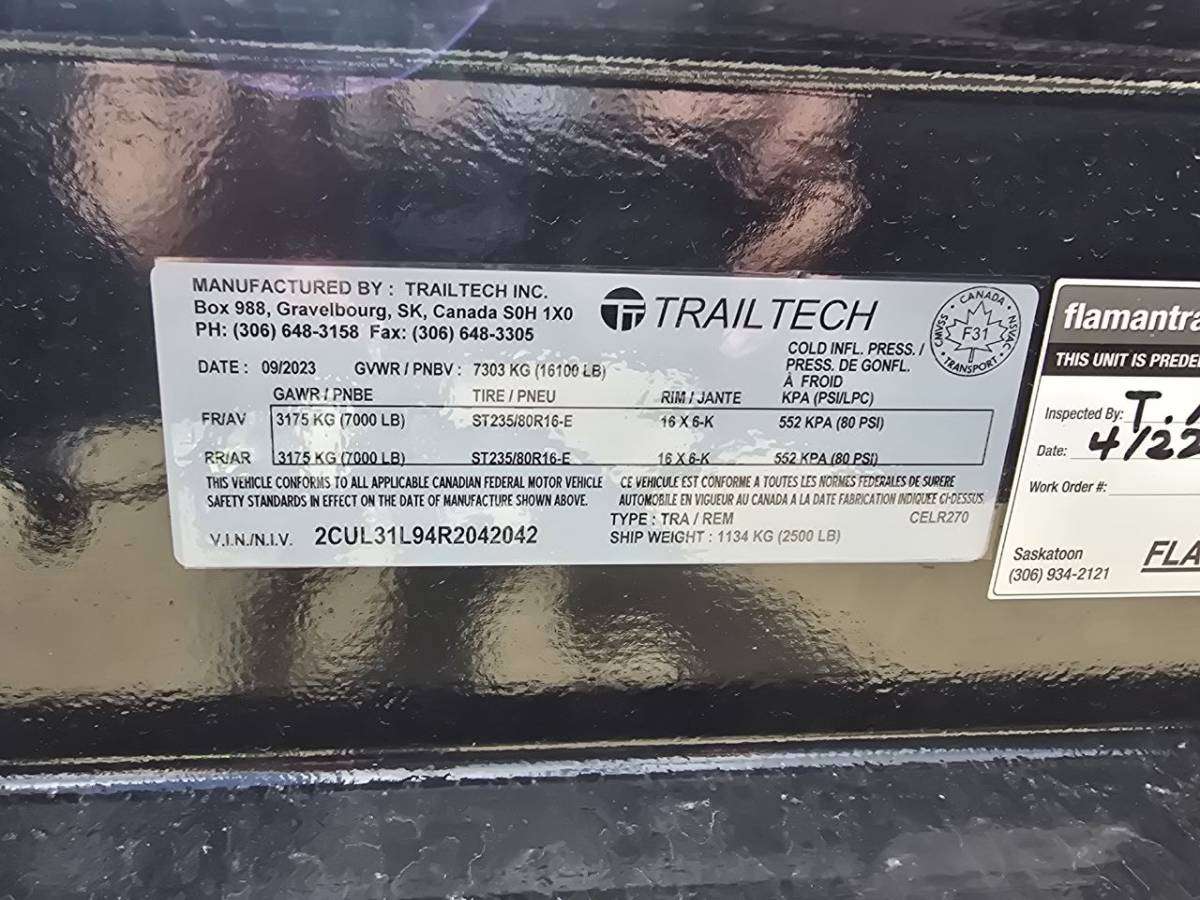 MANUFACTURED BY : TRAILTECH INC.
Box 988, Gravelbourg, SK, Canada S0H 1X0
PH: (306) 648-3158 Fax: (306) 648-3305
TRAILTECH
CANADA
CMVSS
NSVAC
F31
TRANSPORT
DATE : 09/2023 GVWR / PNBV : 7303 KG (16100 LB)
COLD INFL. PRESS. /
PRESS. DE GONFL.
À FROID
GAWR / PNBE TIRE / PNEU RIM / JANTE KPA (PSI/LPC)
FR/AV 3175 KG (7000 LB) ST235/80R16-E 16 X 6-K 552 KPA (80 PSI)
RR/AR 3175 KG (7000 LB) ST235/80R16-E 16 X 6-K 552 KPA (80 PSI)
THIS VEHICLE CONFORMS TO ALL APPLICABLE CANADIAN FEDERAL MOTOR VEHICLE
SAFETY STANDARDS IN EFFECT ON THE DATE OF MANUFACTURE SHOWN ABOVE.
CE VEHICULE EST CONFORME A TOUTES LES NORMES FEDERALES DE SURERE
AUTOMOBILE EN VIGUEUR AU CANADA A LA DATE FABRICATION INDIQUEE CI-DESSUS
TYPE : TRA / REM CELR270
V.I.N./N.I.V. 2CUL31L94R2042042
SHIP WEIGHT : 1134 KG (2500 LB)
flamantra
THIS UNIT IS PREDE
Inspected By: T.
Date: 4/22
Work Order #:
Saskatoon
(306) 934-2121
FLA